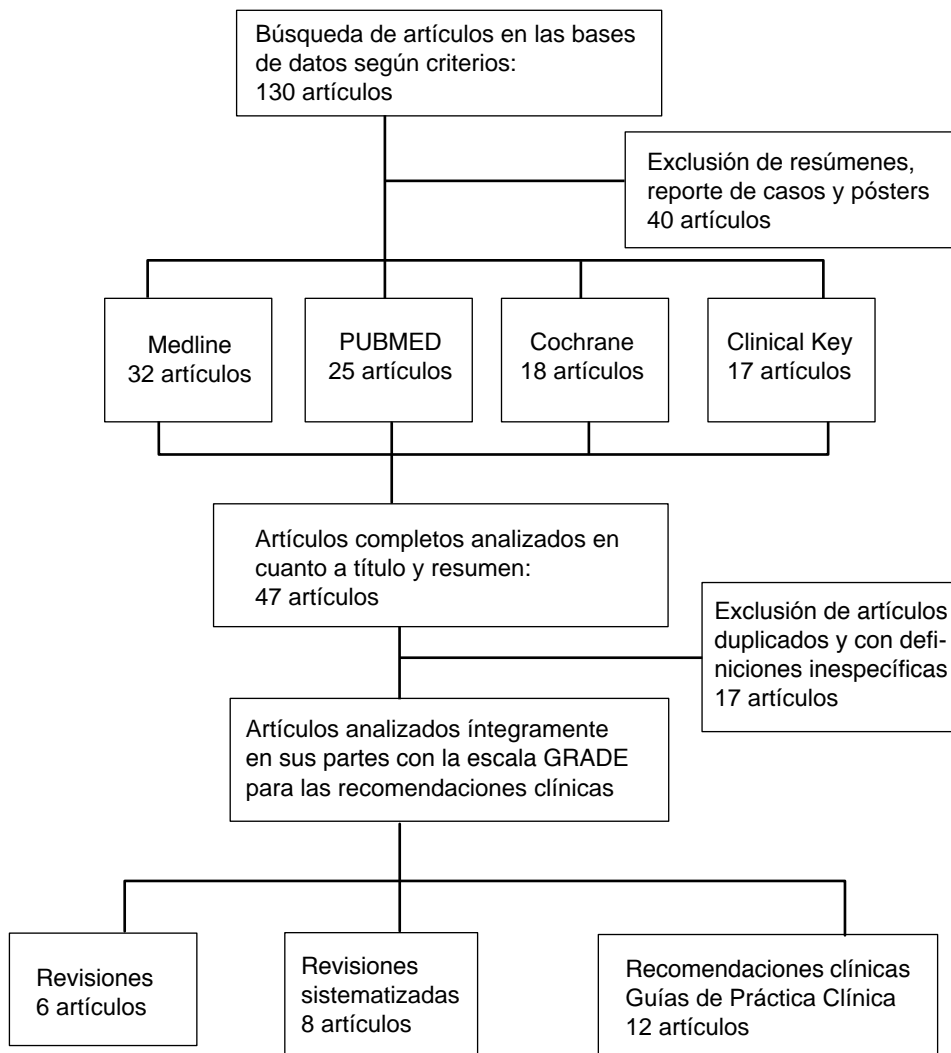 Búsqueda de artículos en las bases
de datos según criterios:
130 artículos
Exclusión de resúmenes,
reporte de casos y pósters
40 artículos
Medline
32 artículos
PUBMED
25 artículos
Cochrane
18 artículos
Clinical Key
17 artículos
Artículos completos analizados en
cuanto a título y resumen:
47 artículos
Exclusión de artículos
duplicados y con defi-
niciones inespecíficas
17 artículos
Artículos analizados íntegramente
en sus partes con la escala GRADE
para las recomendaciones clínicas
Revisiones
6 artículos
Revisiones
sistematizadas
8 artículos
Recomendaciones clínicas
Guías de Práctica Clínica
12 artículos